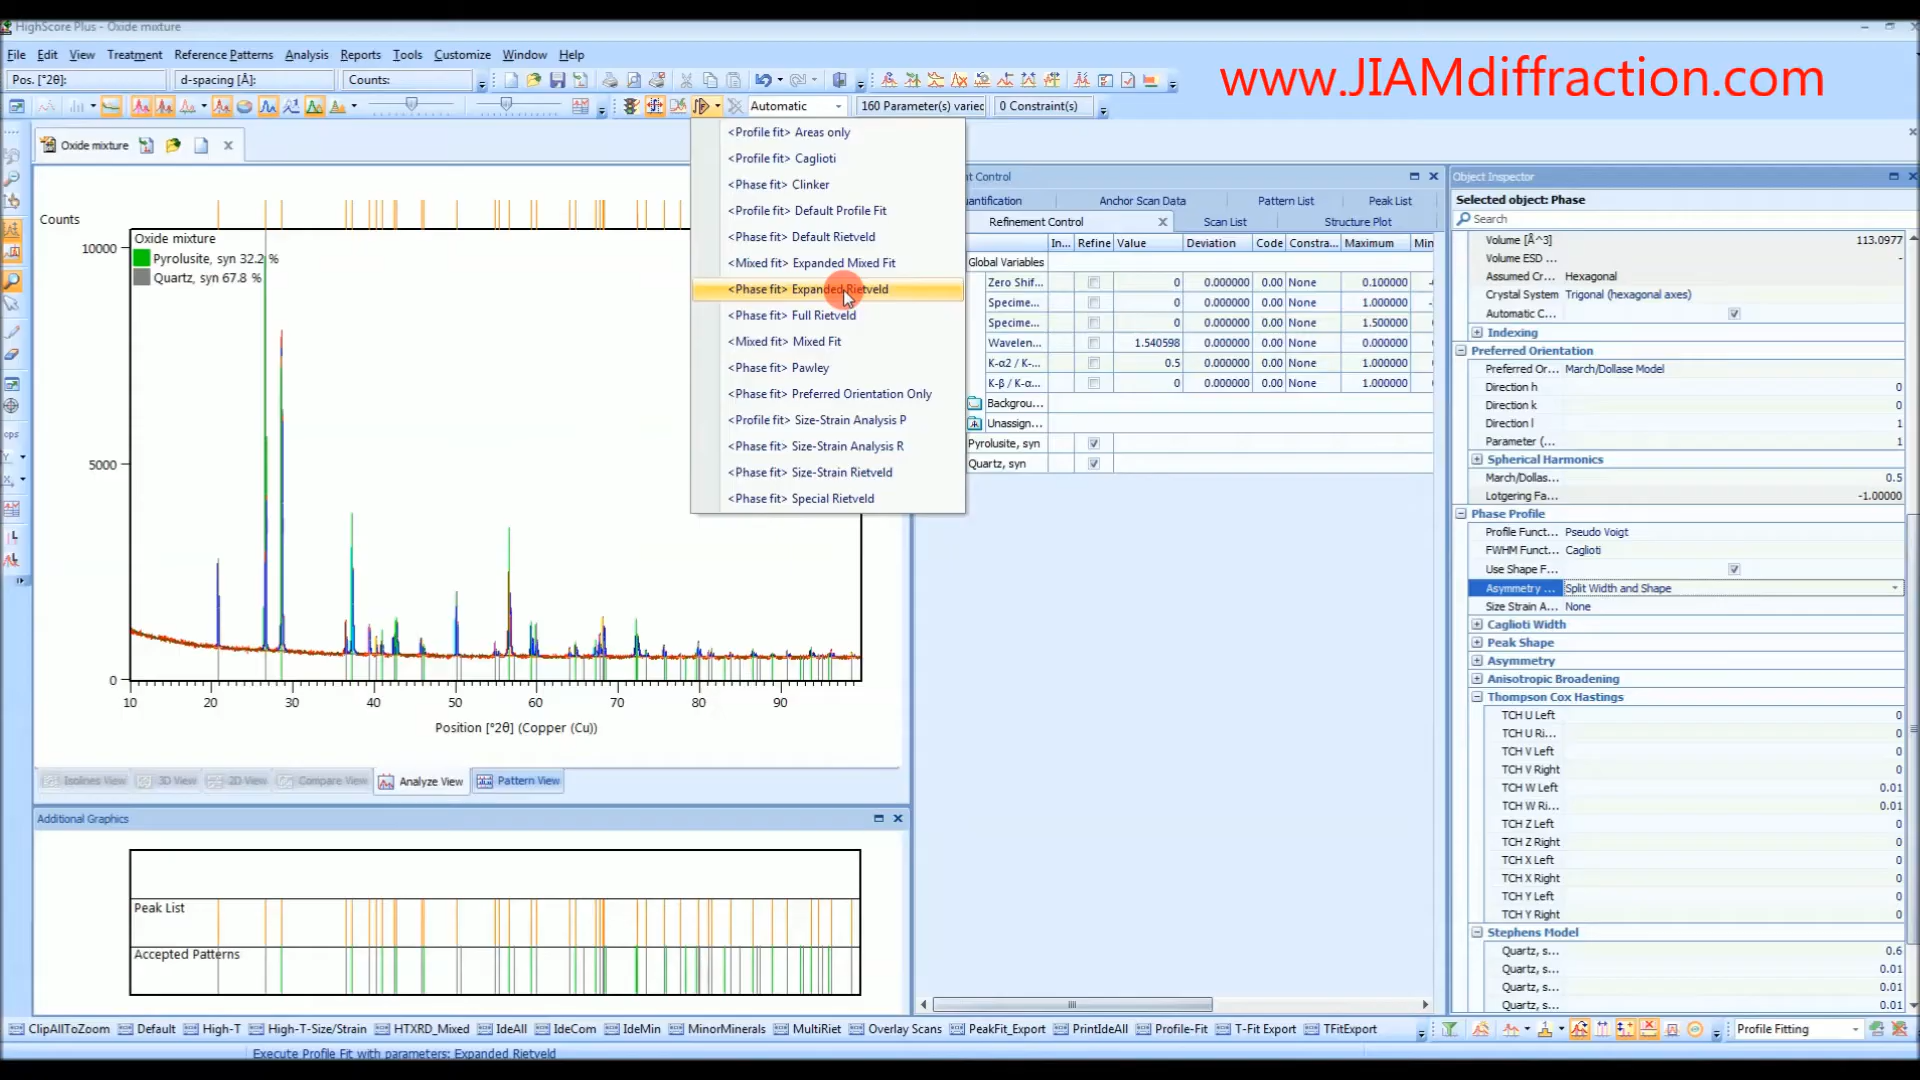 HighScore Plus - Oxide mixture
www.JIAMdiffraction.com
File Edit View Treatment Reference Patterns Analysis Reports Tools Customize Window Help
Pos. [°2θ]: d-spacing [Å]: Counts:
Automatic 160 Parameter(s) variec 0 Constraint(s)
Oxide mixture
<Profile fit> Areas only
<Profile fit> Caglioti
<Phase fit> Clinker
<Profile fit> Default Profile Fit
<Phase fit> Default Rietveld
<Mixed fit> Expanded Mixed Fit
<Phase fit> Expanded Rietveld
<Phase fit> Full Rietveld
<Mixed fit> Mixed Fit
<Phase fit> Pawley
<Phase fit> Preferred Orientation Only
<Profile fit> Size-Strain Analysis P
<Phase fit> Size-Strain Analysis R
<Phase fit> Size-Strain Rietveld
<Phase fit> Special Rietveld
Counts
Oxide mixture
Pyrolusite, syn 32.2 %
Quartz, syn 67.8 %
10000
5000
0
10 20 30 40 50 60 70 80 90
Position [°2θ] (Copper (Cu))
Isolines View 3D View 2D View Compare View Analyze View Pattern View
Additional Graphics
Peak List
Accepted Patterns
nt Control
uantification Anchor Scan Data Pattern List Peak List
Refinement Control Scan List Structure Plot
In... Refine Value Deviation Code Constra... Maximum Min
Global Variables
Zero Shif... 0 0.000000 0.00 None 0.100000
Specime... 0 0.000000 0.00 None 1.000000
Specime... 0 0.000000 0.00 None 1.500000
Wavelen... 1.540598 0.000000 0.00 None 0.000000
K-α2 / K-... 0.5 0.000000 0.00 None 1.000000
K-β / K-α... 0 0.000000 0.00 None 1.000000
Backgrou...
Unassign...
Pyrolusite, syn
Quartz, syn
Object Inspector
Selected object: Phase
Search
Volume [Å^3] 113.0977
Volume ESD ... -
Assumed Cr... Hexagonal
Crystal System Trigonal (hexagonal axes)
Automatic C...
Indexing
Preferred Orientation
Preferred Or... March/Dollase Model
Direction h 0
Direction k 0
Direction l 1
Parameter (... 1
Spherical Harmonics
March/Dollas... 0.5
Lotgering Fa... -1.00000
Phase Profile
Profile Funct... Pseudo Voigt
FWHM Funct... Caglioti
Use Shape F...
Asymmetry ... Split Width and Shape
Size Strain A... None
Caglioti Width
Peak Shape
Asymmetry
Anisotropic Broadening
Thompson Cox Hastings
TCH U Left 0
TCH U Ri... 0
TCH V Left 0
TCH V Right 0
TCH W Left 0.01
TCH W Ri... 0.01
TCH Z Left 0
TCH Z Right 0
TCH X Left 0
TCH X Right 0
TCH Y Left 0
TCH Y Right 0
Stephens Model
Quartz, s... 0.6
Quartz, s... 0.01
Quartz, s... 0.01
Quartz, s... 0.01
ClipAllToZoom Default High-T High-T-Size/Strain HTXRD_Mixed IdeAll IdeCom IdeMin MinorMinerals MultiRiet Overlay Scans PeakFit_Export PrintIdeAll Profile-Fit T-Fit Export TFitExport Profile Fitting
Execute Profile Fit with parameters: Expanded Rietveld